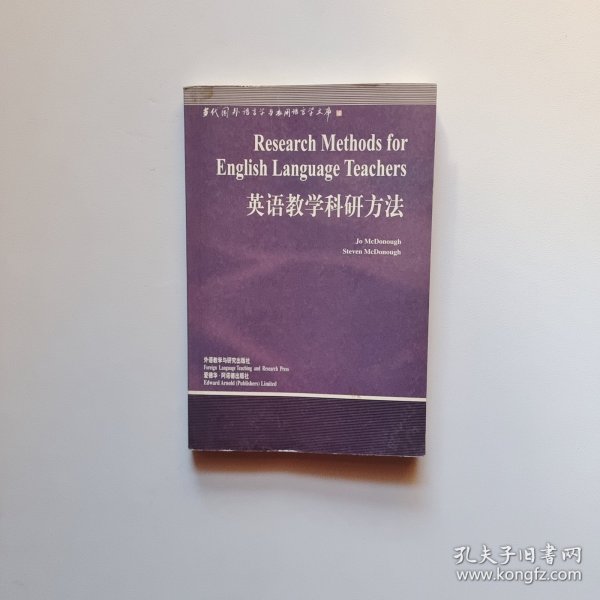 当代国外语言学与应用语言学文库
Research Methods for
English Language Teachers
英语教学科研方法
Jo McDonough
Steven McDonough
外语教学与研究出版社
Foreign Language Teaching and Research Press
爱德华·阿诺德出版社
Edward Arnold (Publishers) Limited
孔夫子旧书网
www.kongfz.com